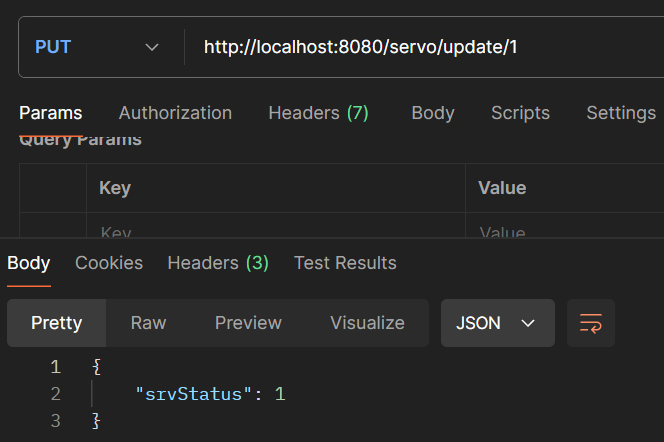 PUT http://localhost:8080/servo/update/1
Params Authorization Headers (7) Body Scripts Settings
Query Params
Key Value
Key Value
Body Cookies Headers (3) Test Results
Pretty Raw Preview Visualize JSON
1 {
2 "srvStatus": 1
3 }